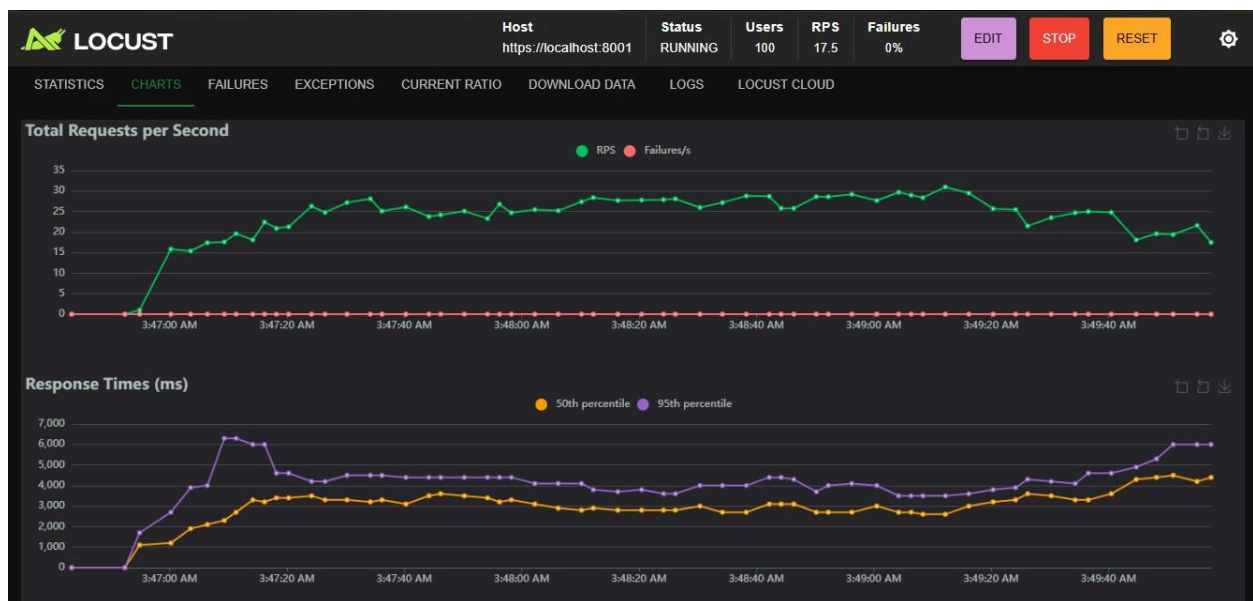 LOCUST
Host
https://localhost:8001
Status
RUNNING
Users
100
RPS
17.5
Failures
0%
EDIT
STOP
RESET
STATISTICS CHARTS FAILURES EXCEPTIONS CURRENT RATIO DOWNLOAD DATA LOGS LOCUST CLOUD
Total Requests per Second
RPS Failures/s
35
30
25
20
15
10
5
0
3:47:00 AM 3:47:20 AM 3:47:40 AM 3:48:00 AM 3:48:20 AM 3:48:40 AM 3:49:00 AM 3:49:20 AM 3:49:40 AM
Response Times (ms)
50th percentile 95th percentile
7,000
6,000
5,000
4,000
3,000
2,000
1,000
0
3:47:00 AM 3:47:20 AM 3:47:40 AM 3:48:00 AM 3:48:20 AM 3:48:40 AM 3:49:00 AM 3:49:20 AM 3:49:40 AM